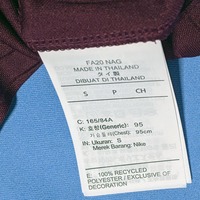 FA20 NAG
MADE IN THAILAND
タイ製
DIBUAT DI THAILAND
S P CH
C: 165/84A
K: 호칭(Generic): 95
가슴둘레(Chest): 95cm
IN: Ukuran: S
Merek Barang: Nike
E: 100% RECYCLED
POLYESTER / EXCLUSIVE OF
DECORATION